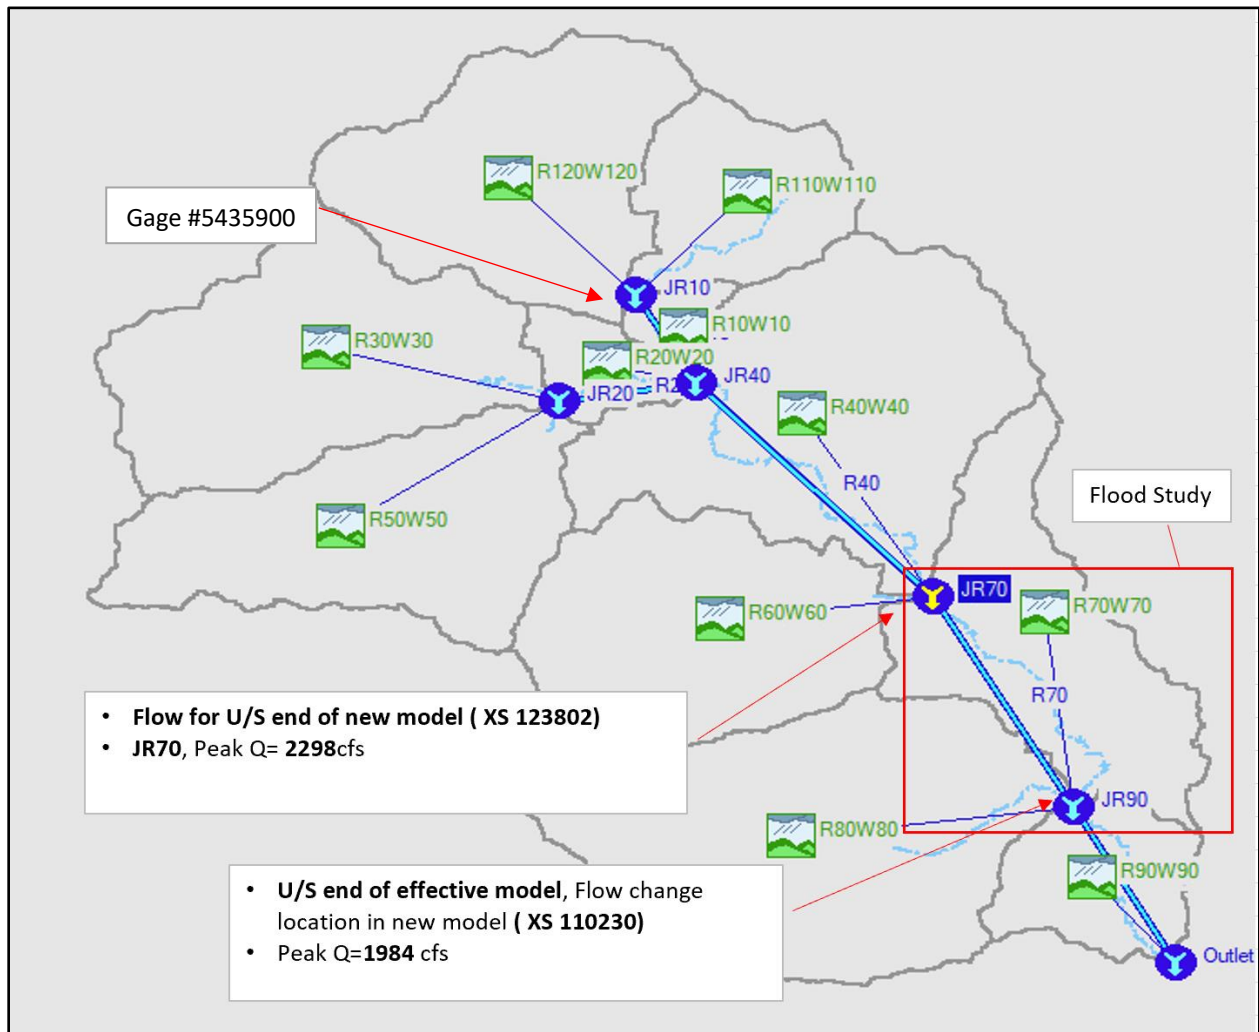 R120W120
R110W110
Gage #5435900
JR10
R10W10
R30W30
R20W20
JR20
R2
JR40
R40W40
R40
Flood Study
R50W50
JR70
R60W60
R70W70
R70
• Flow for U/S end of new model ( XS 123802)
• JR70, Peak Q= 2298cfs
JR90
R80W80
• U/S end of effective model, Flow change
location in new model ( XS 110230)
• Peak Q=1984 cfs
R90W90
Outlet